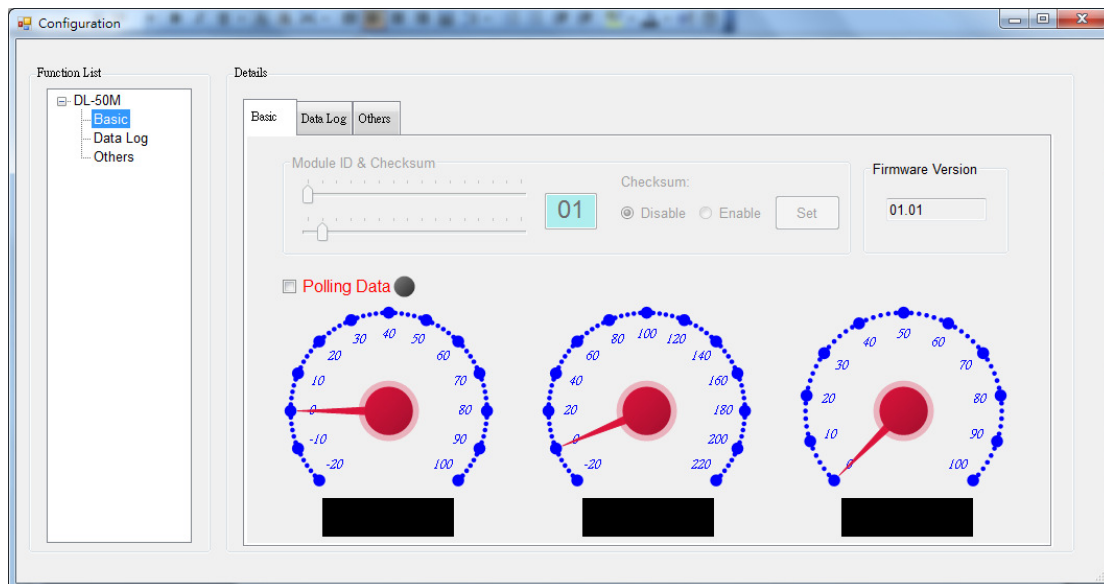 Configuration
Function List
DL-50M
Basic
Data Log
Others
Details
Basic Data Log Others
Module ID & Checksum
01
Checksum:
Disable Enable
Set
Firmware Version
01.01
Polling Data
-20 -10 0 10 20 30 40 50 60 70 80 90 100
-20 0 20 40 60 80 100 120 140 160 180 200 220
0 10 20 30 40 50 60 70 80 90 100